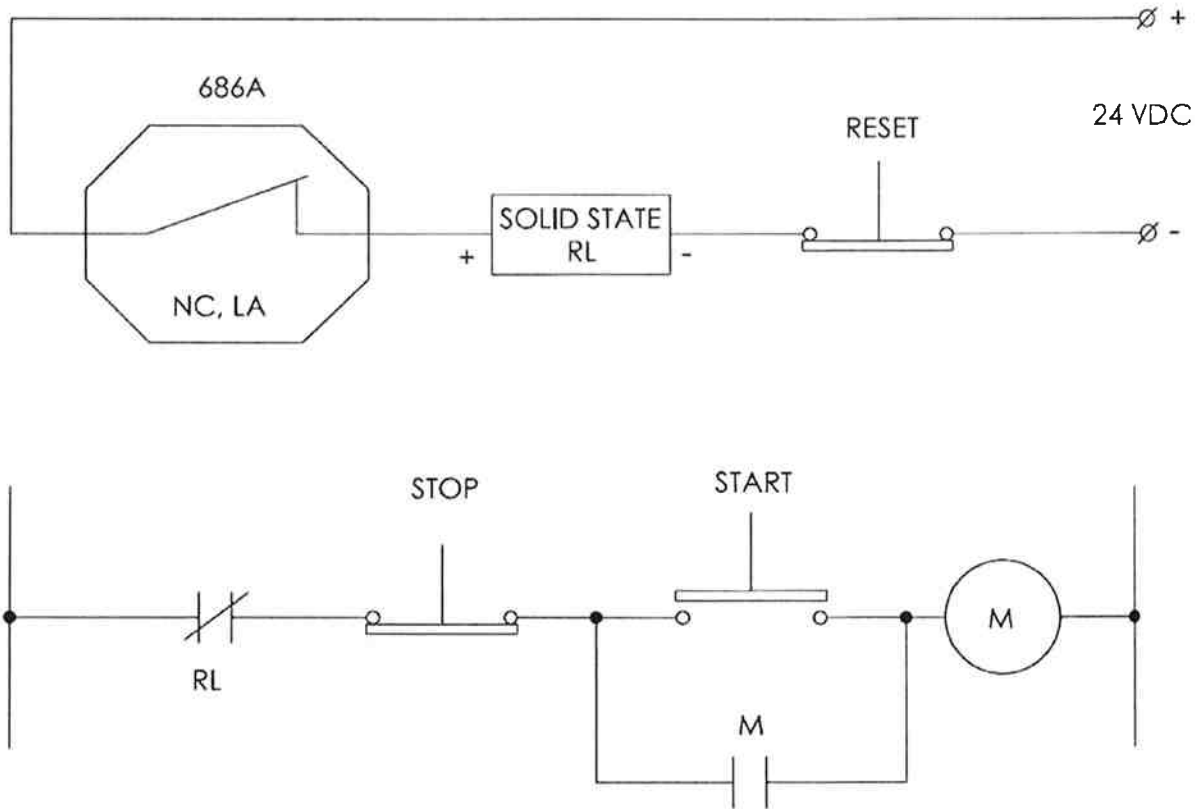 +
686A
24 VDC
RESET
SOLID STATE
RL
+
-
-
NC, LA
STOP
START
M
RL
M